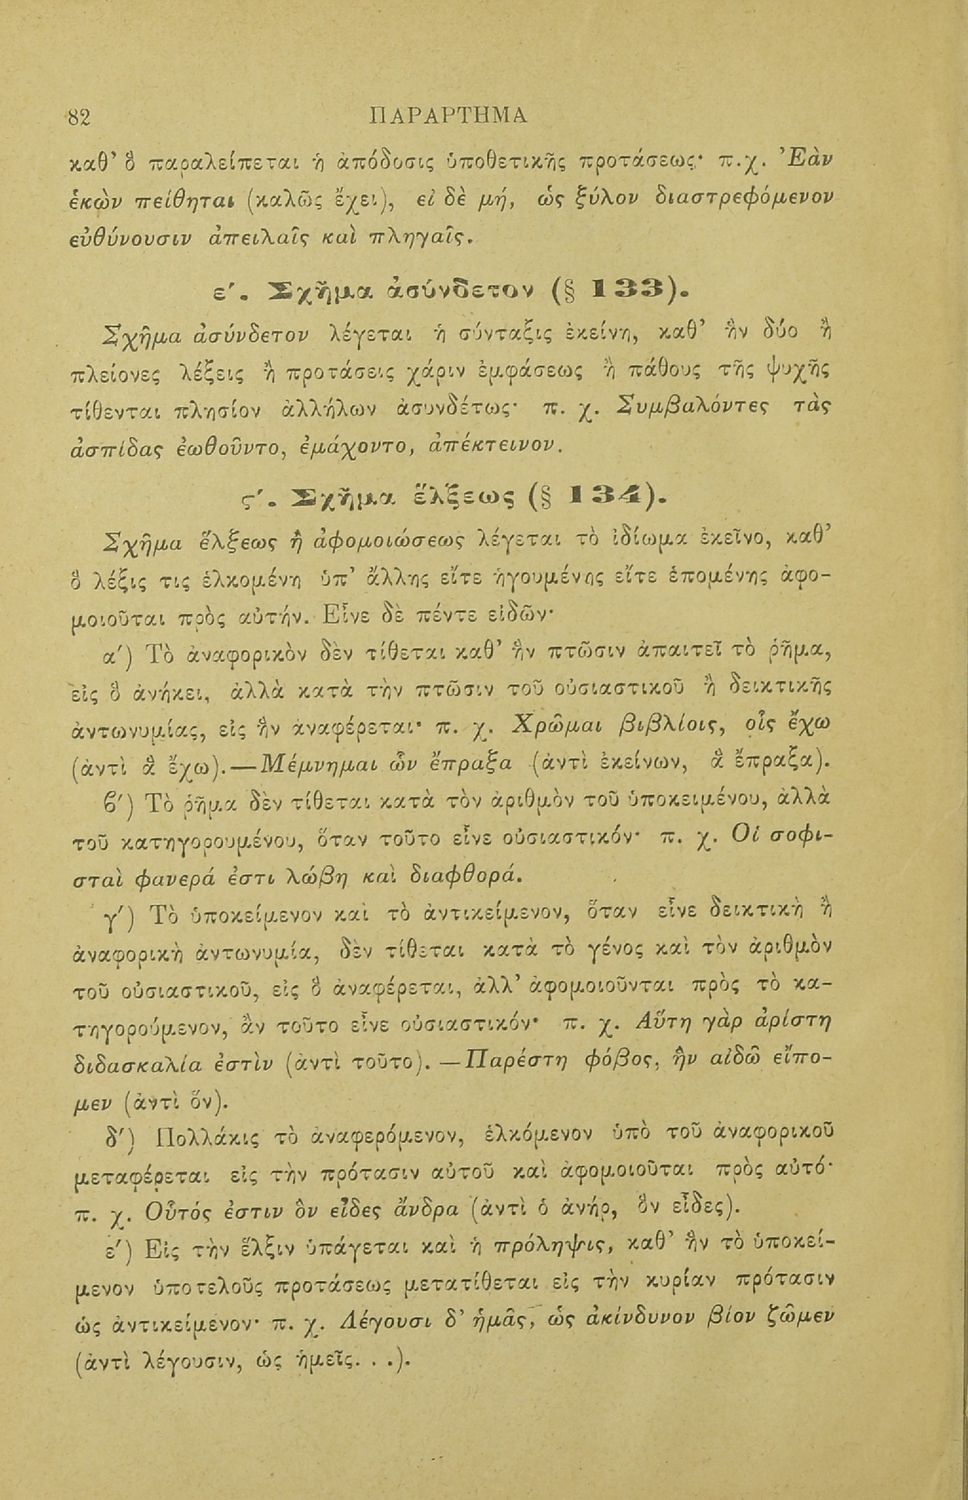 82 ΠΑΡΑΡΤΗΜΑ
καθ’ ὃ παραλείπεται ἡ ἀπόδοσις ὑποθετικῆς προτάσεως· π.χ. Ἐὰν
ἑκὼν πείθηται (καλῶς ἔχει), εἰ δὲ μή, ὡς ξύλον διαστρεφόμενον
εὐθύνουσιν ἀπειλαῖς καὶ πληγαῖς.
ε΄. Σχῆμα ἀσύνδετον (§ 133).
Σχῆμα ἀσύνδετον λέγεται ἡ σύνταξις ἐκείνη, καθ’ ἣν δύο ἢ
πλείονες λέξεις ἢ προτάσεις χάριν ἐμφάσεως ἢ πάθους τῆς ψυχῆς
τίθενται πλησίον ἀλλήλων ἀσυνδέτως· π. χ. Συμβαλόντες τὰς
ἀσπίδας ἐωθοῦντο, ἐμάχοντο, ἀπέκτεινον.
ς΄. Σχῆμα ἕλξεως (§ 134).
Σχῆμα ἕλξεως ἢ ἀφομοιώσεως λέγεται τὸ ἰδίωμα ἐκεῖνο, καθ’
ὃ λέξις τις ἑλκομένη ὑπ’ ἄλλης εἴτε ἡγουμένης εἴτε ἑπομένης ἀφο-
μοιοῦται πρὸς αὐτήν. Εἶνε δὲ πέντε εἰδῶν·
α΄) Τὸ ἀναφορικὸν δὲν τίθεται καθ’ ἣν πτῶσιν ἀπαιτεῖ τὸ ῥῆμα,
εἰς ὃ ἀνήκει, ἀλλὰ κατὰ τὴν πτῶσιν τοῦ οὐσιαστικοῦ ἢ δεικτικῆς
ἀντωνυμίας, εἰς ἣν ἀναφέρεται· π. χ. Χρῶμαι βιβλίοις, οἷς ἔχω
(ἀντὶ ἃ ἔχω).—Μέμνημαι ὧν ἔπραξα (ἀντὶ ἐκείνων, ἃ ἔπραξα).
β΄) Τὸ ῥῆμα δὲν τίθεται κατὰ τὸν ἀριθμὸν τοῦ ὑποκειμένου, ἀλλὰ
τοῦ κατηγορουμένου, ὅταν τοῦτο εἶνε οὐσιαστικόν· π. χ. Οἱ σοφι-
σταὶ φανερά ἐστι λώβη καὶ διαφθορά.
γ΄) Τὸ ὑποκείμενον καὶ τὸ ἀντικείμενον, ὅταν εἶνε δεικτικὴ ἢ
ἀναφορικὴ ἀντωνυμία, δὲν τίθεται κατὰ τὸ γένος καὶ τὸν ἀριθμὸν
τοῦ οὐσιαστικοῦ, εἰς ὃ ἀναφέρεται, ἀλλ’ ἀφομοιοῦνται πρὸς τὸ κα-
τηγορούμενον, ἂν τοῦτο εἶνε οὐσιαστικόν· π. χ. Αὕτη γὰρ ἀρίστη
διδασκαλία ἐστὶν (ἀντὶ τοῦτο).—Παρέστη φόβος, ἣν αἰδῶ εἴπο-
μεν (ἀντὶ ὅν).
δ΄) Πολλάκις τὸ ἀναφερόμενον, ἑλκόμενον ὑπὸ τοῦ ἀναφορικοῦ
μεταφέρεται εἰς τὴν πρότασιν αὐτοῦ καὶ ἀφομοιοῦται πρὸς αὐτό·
π. χ. Οὗτός ἐστιν ὃν εἶδες ἄνδρα (ἀντὶ ὁ ἀνήρ, ὃν εἶδες).
ε΄) Εἰς τὴν ἕλξιν ὑπάγεται καὶ ἡ πρόληψις, καθ’ ἣν τὸ ὑποκεί-
μενον ὑποτελοῦς προτάσεως μετατίθεται εἰς τὴν κυρίαν πρότασιν
ὡς ἀντικείμενον· π. χ. Λέγουσι δ’ ἡμᾶς, ὡς ἀκίνδυνον βίον ζῶμεν
(ἀντὶ λέγουσιν, ὡς ἡμεῖς. . .).